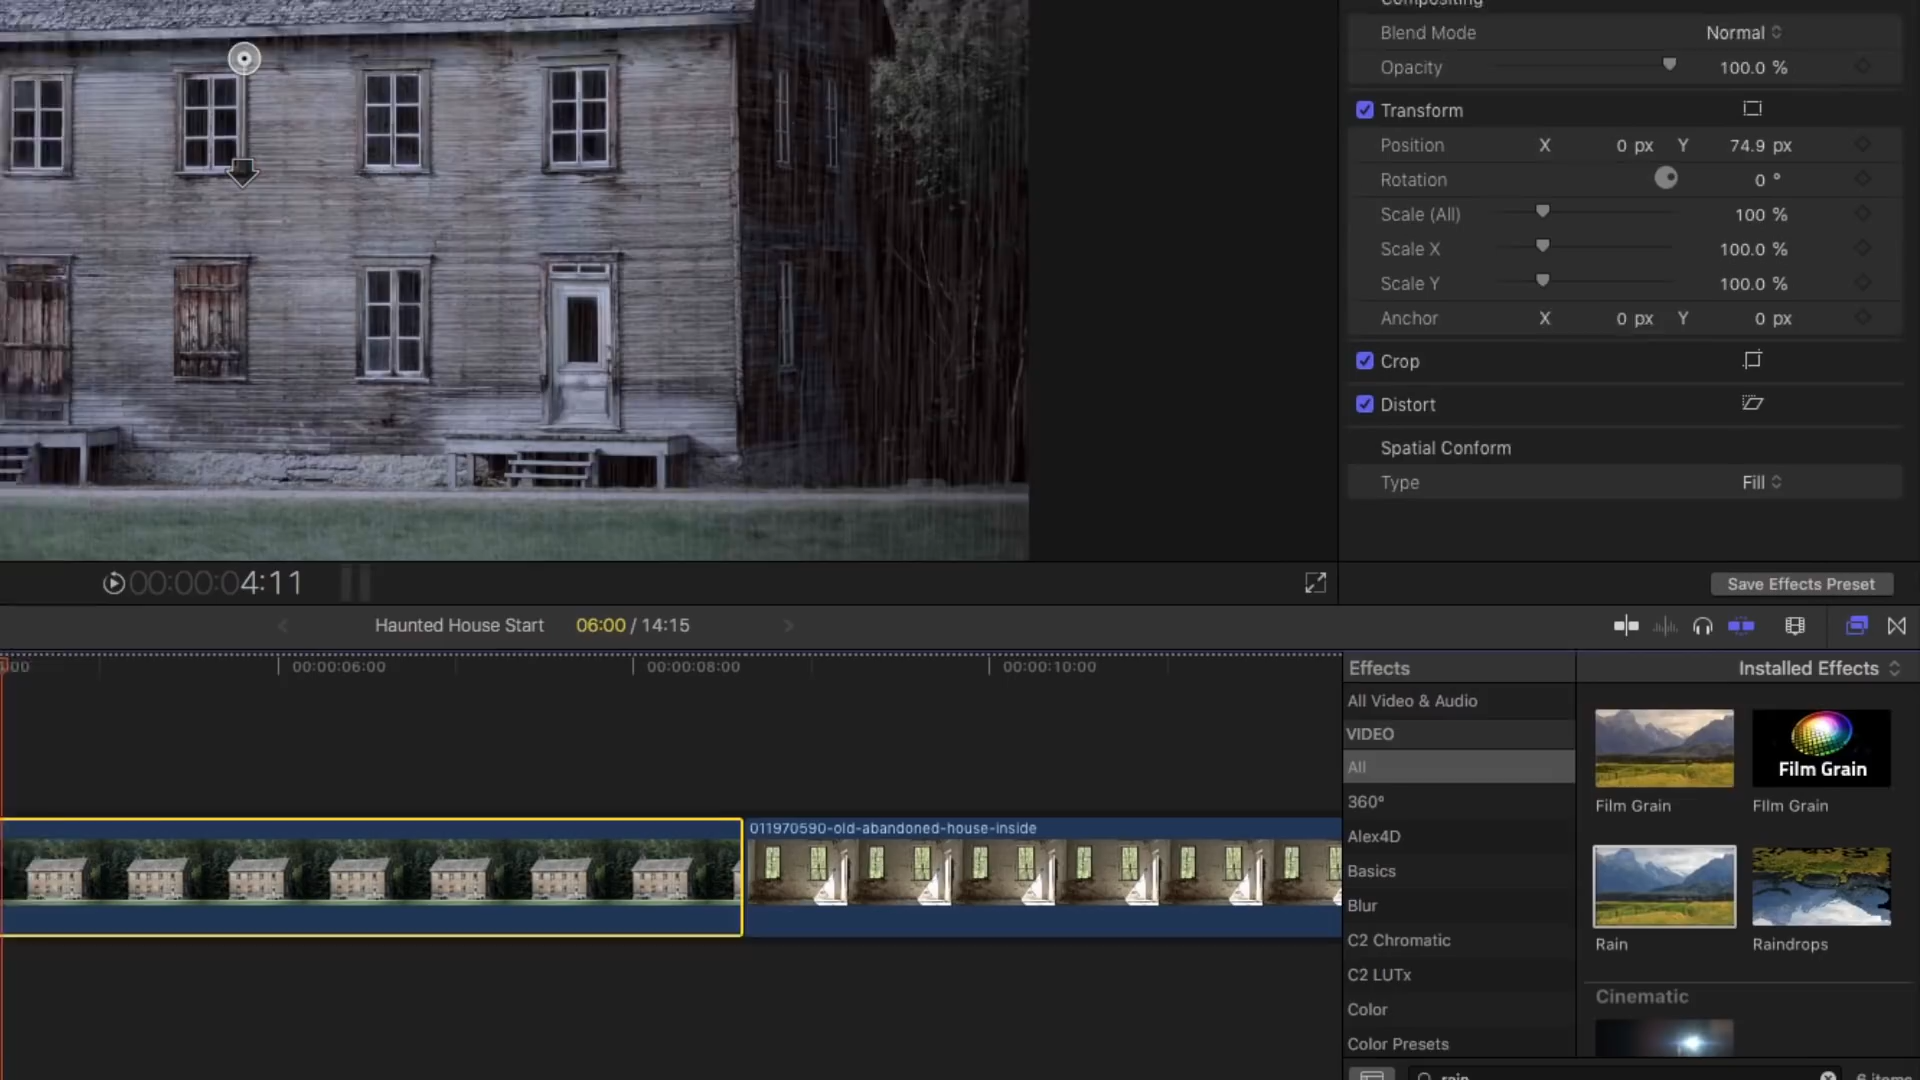 Compositing
Blend Mode Normal
Opacity 100.0 %
Transform
Position X 0 px Y 74.9 px
Rotation 0 °
Scale (All) 100 %
Scale X 100.0 %
Scale Y 100.0 %
Anchor X 0 px Y 0 px
Crop
Distort
Spatial Conform
Type Fill
00:00:04:11
Save Effects Preset
Haunted House Start 06:00 / 14:15
00:00:06:00 00:00:08:00 00:00:10:00
011970590-old-abandoned-house-inside
Effects
Installed Effects
All Video & Audio
VIDEO
All
360°
Alex4D
Basics
Blur
C2 Chromatic
C2 LUTx
Color
Color Presets
Film Grain
Film Grain
FIlm Grain
Rain
Raindrops
Cinematic
rain
6 items